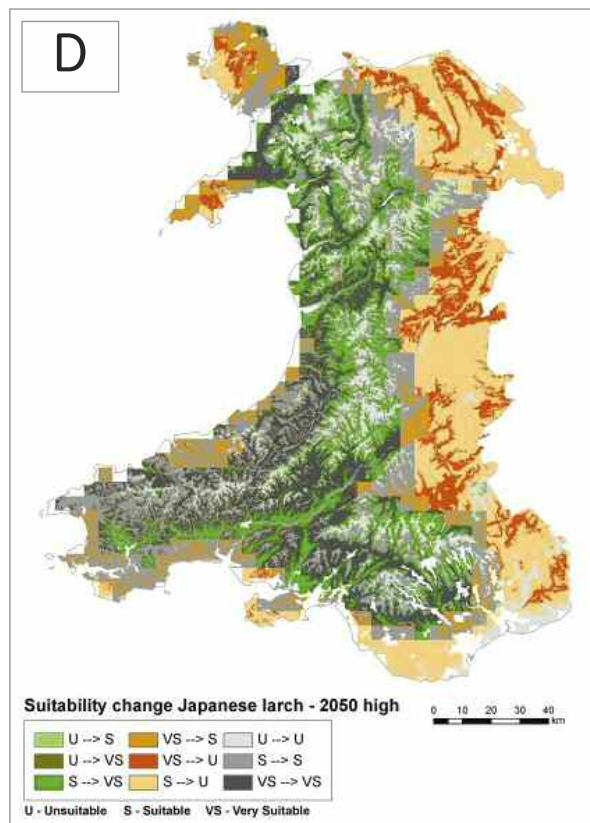 D
Suitability change Japanese larch - 2050 high
0 5 10 20 30 40
km
U --> S VS --> S U --> U
U --> VS VS --> U S --> S
S --> VS S --> U VS --> VS
U - Unsuitable S - Suitable VS - Very Suitable